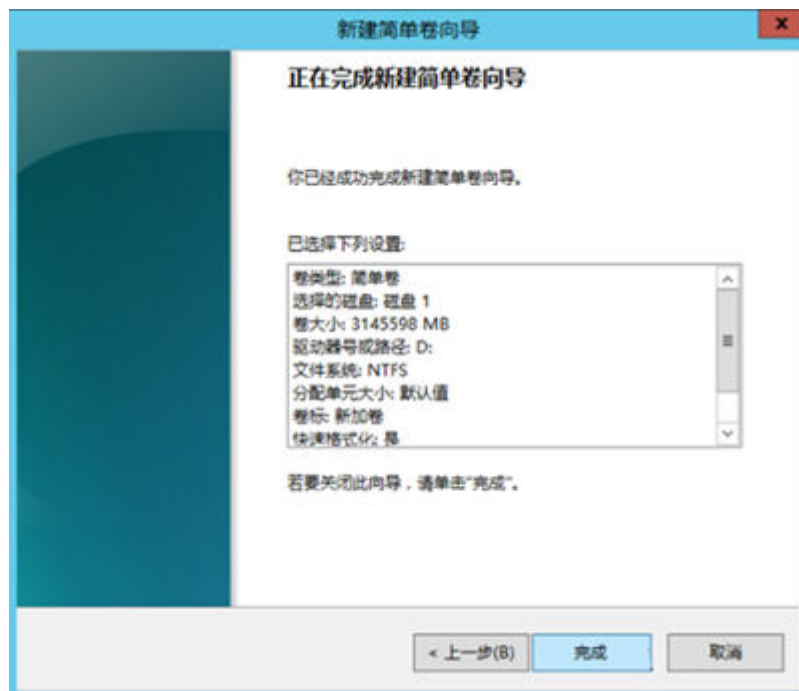 新建简单卷向导
x
正在完成新建简单卷向导
你已经成功完成新建简单卷向导。
已选择下列设置:
卷类型: 简单卷
选择的磁盘: 磁盘 1
卷大小: 3145598 MB
驱动器号或路径: D:
文件系统: NTFS
分配单元大小: 默认值
卷标: 新加卷
快速格式化: 是
若要关闭此向导，请单击"完成"。
< 上一步(B)
完成
取消